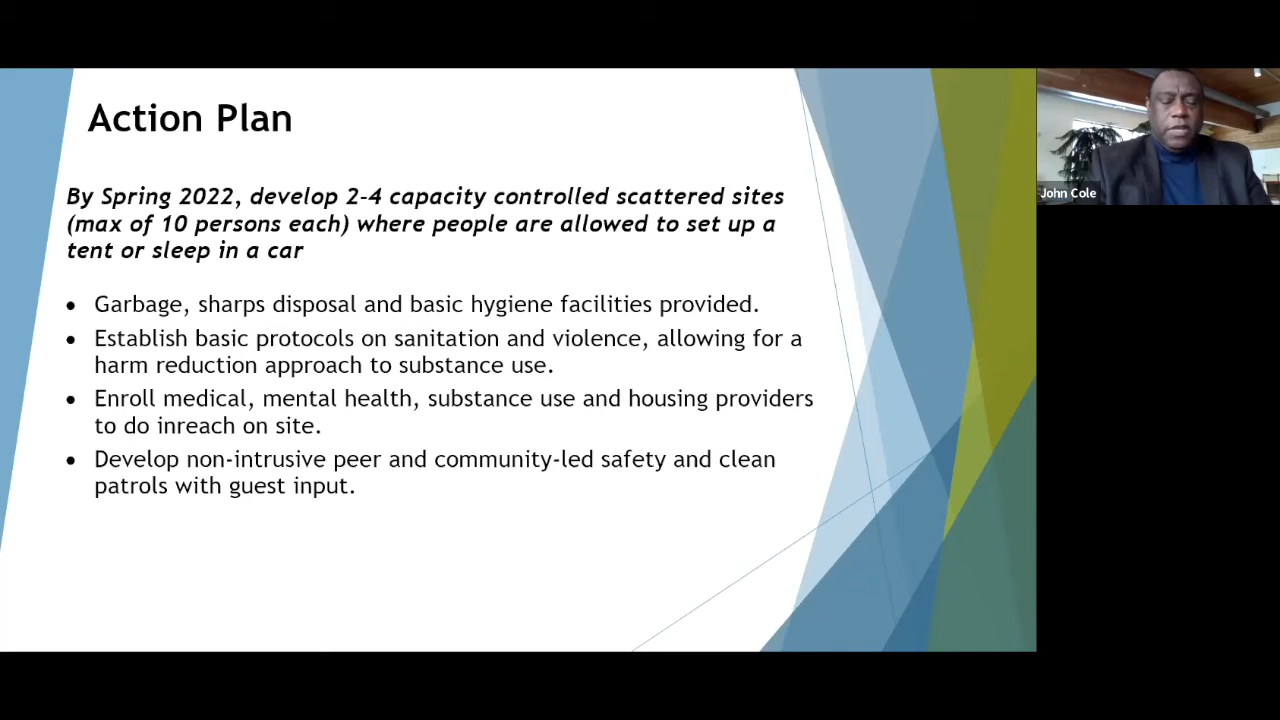 Action Plan
By Spring 2022, develop 2-4 capacity controlled scattered sites
(max of 10 persons each) where people are allowed to set up a
tent or sleep in a car
• Garbage, sharps disposal and basic hygiene facilities provided.
• Establish basic protocols on sanitation and violence, allowing for a
harm reduction approach to substance use.
• Enroll medical, mental health, substance use and housing providers
to do inreach on site.
• Develop non-intrusive peer and community-led safety and clean
patrols with guest input.
John Cole